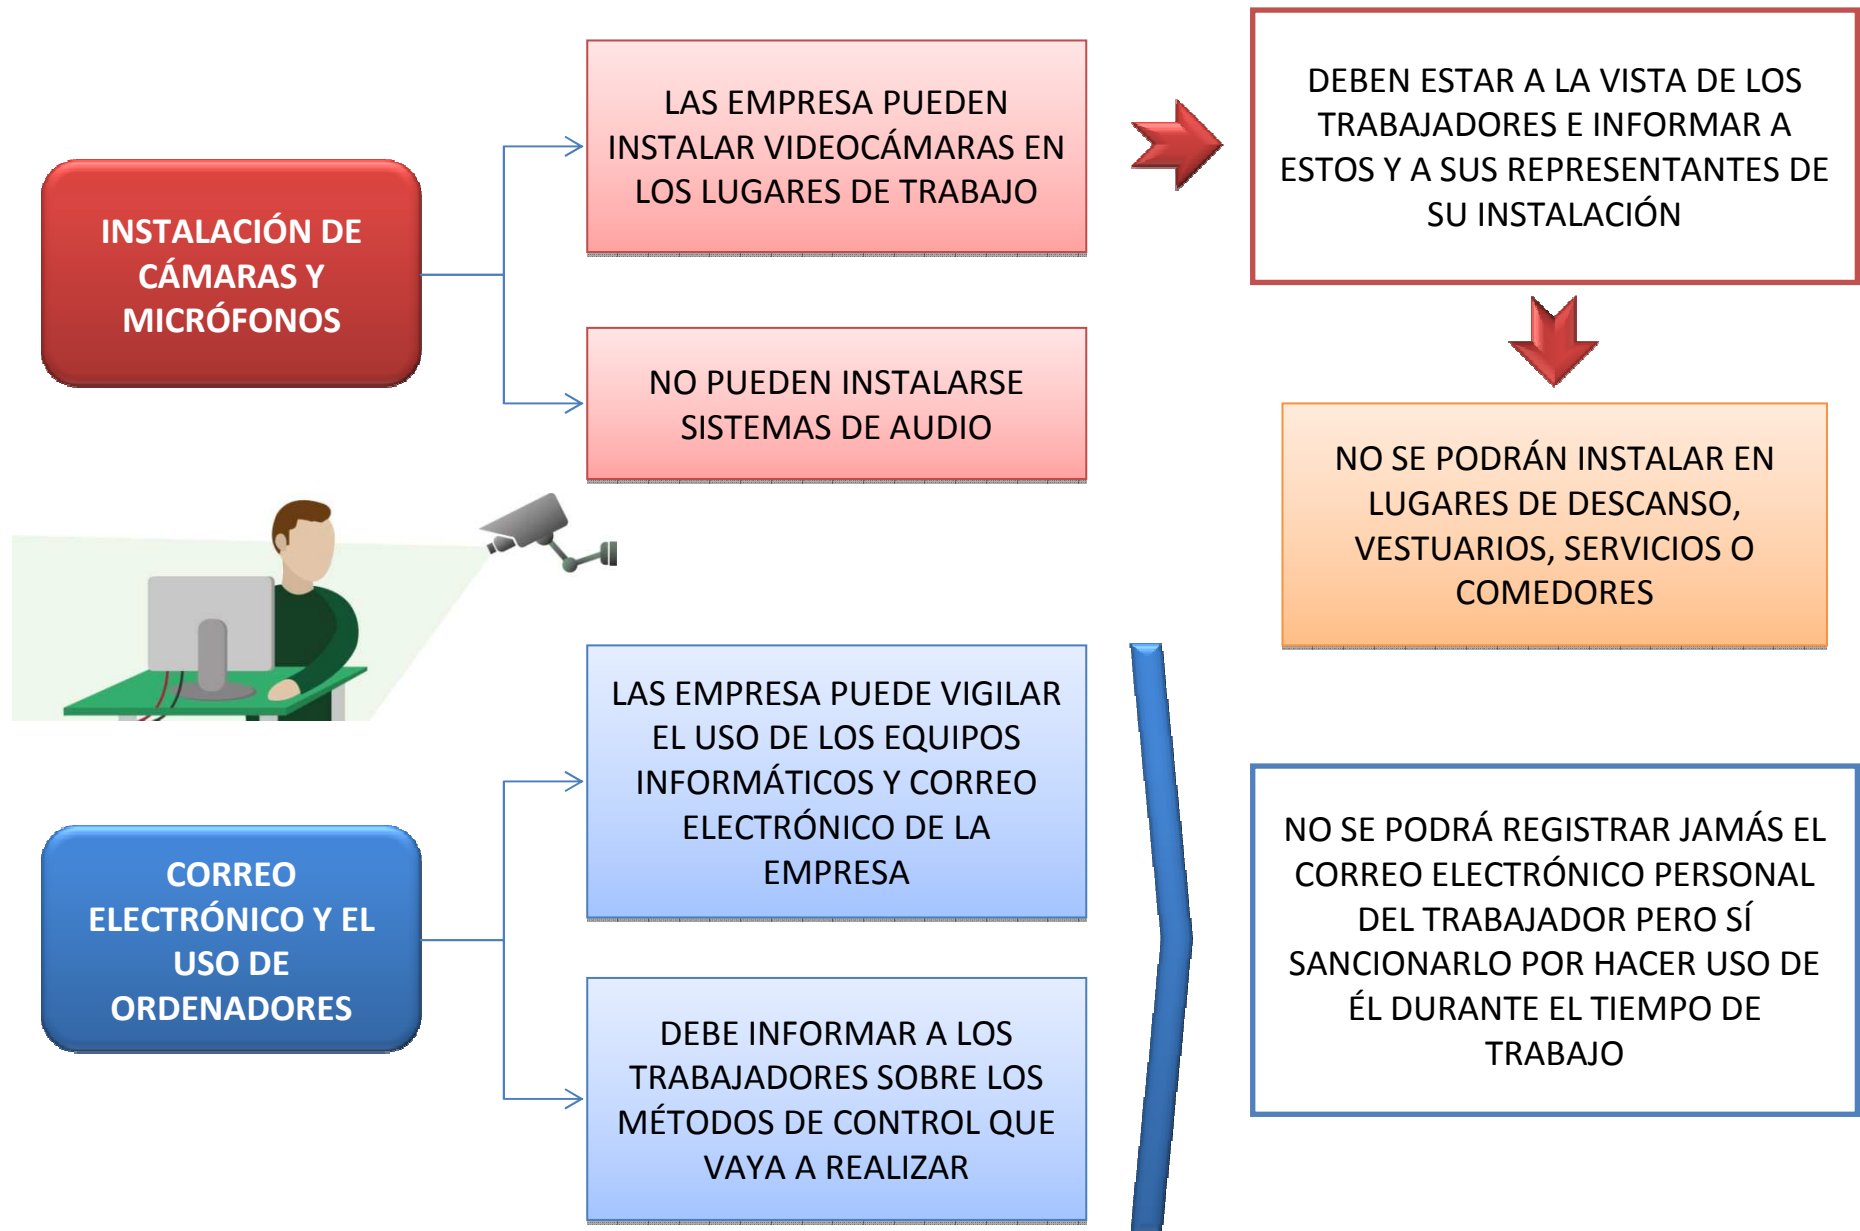 INSTALACIÓN DE
CÁMARAS Y
MICRÓFONOS
LAS EMPRESA PUEDEN
INSTALAR VIDEOCÁMARAS EN
LOS LUGARES DE TRABAJO
DEBEN ESTAR A LA VISTA DE LOS
TRABAJADORES E INFORMAR A
ESTOS Y A SUS REPRESENTANTES DE
SU INSTALACIÓN
NO PUEDEN INSTALARSE
SISTEMAS DE AUDIO
NO SE PODRÁN INSTALAR EN
LUGARES DE DESCANSO,
VESTUARIOS, SERVICIOS O
COMEDORES
CORREO
ELECTRÓNICO Y EL
USO DE
ORDENADORES
LAS EMPRESA PUEDE VIGILAR
EL USO DE LOS EQUIPOS
INFORMÁTICOS Y CORREO
ELECTRÓNICO DE LA
EMPRESA
DEBE INFORMAR A LOS
TRABAJADORES SOBRE LOS
MÉTODOS DE CONTROL QUE
VAYA A REALIZAR
NO SE PODRÁ REGISTRAR JAMÁS EL
CORREO ELECTRÓNICO PERSONAL
DEL TRABAJADOR PERO SÍ
SANCIONARLO POR HACER USO DE
ÉL DURANTE EL TIEMPO DE
TRABAJO